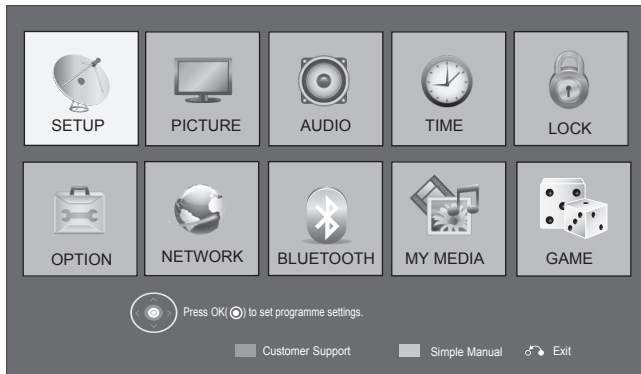 SETUP PICTURE AUDIO TIME LOCK
OPTION NETWORK BLUETOOTH MY MEDIA GAME
Press OK(◉) to set programme settings.
Customer Support Simple Manual Exit